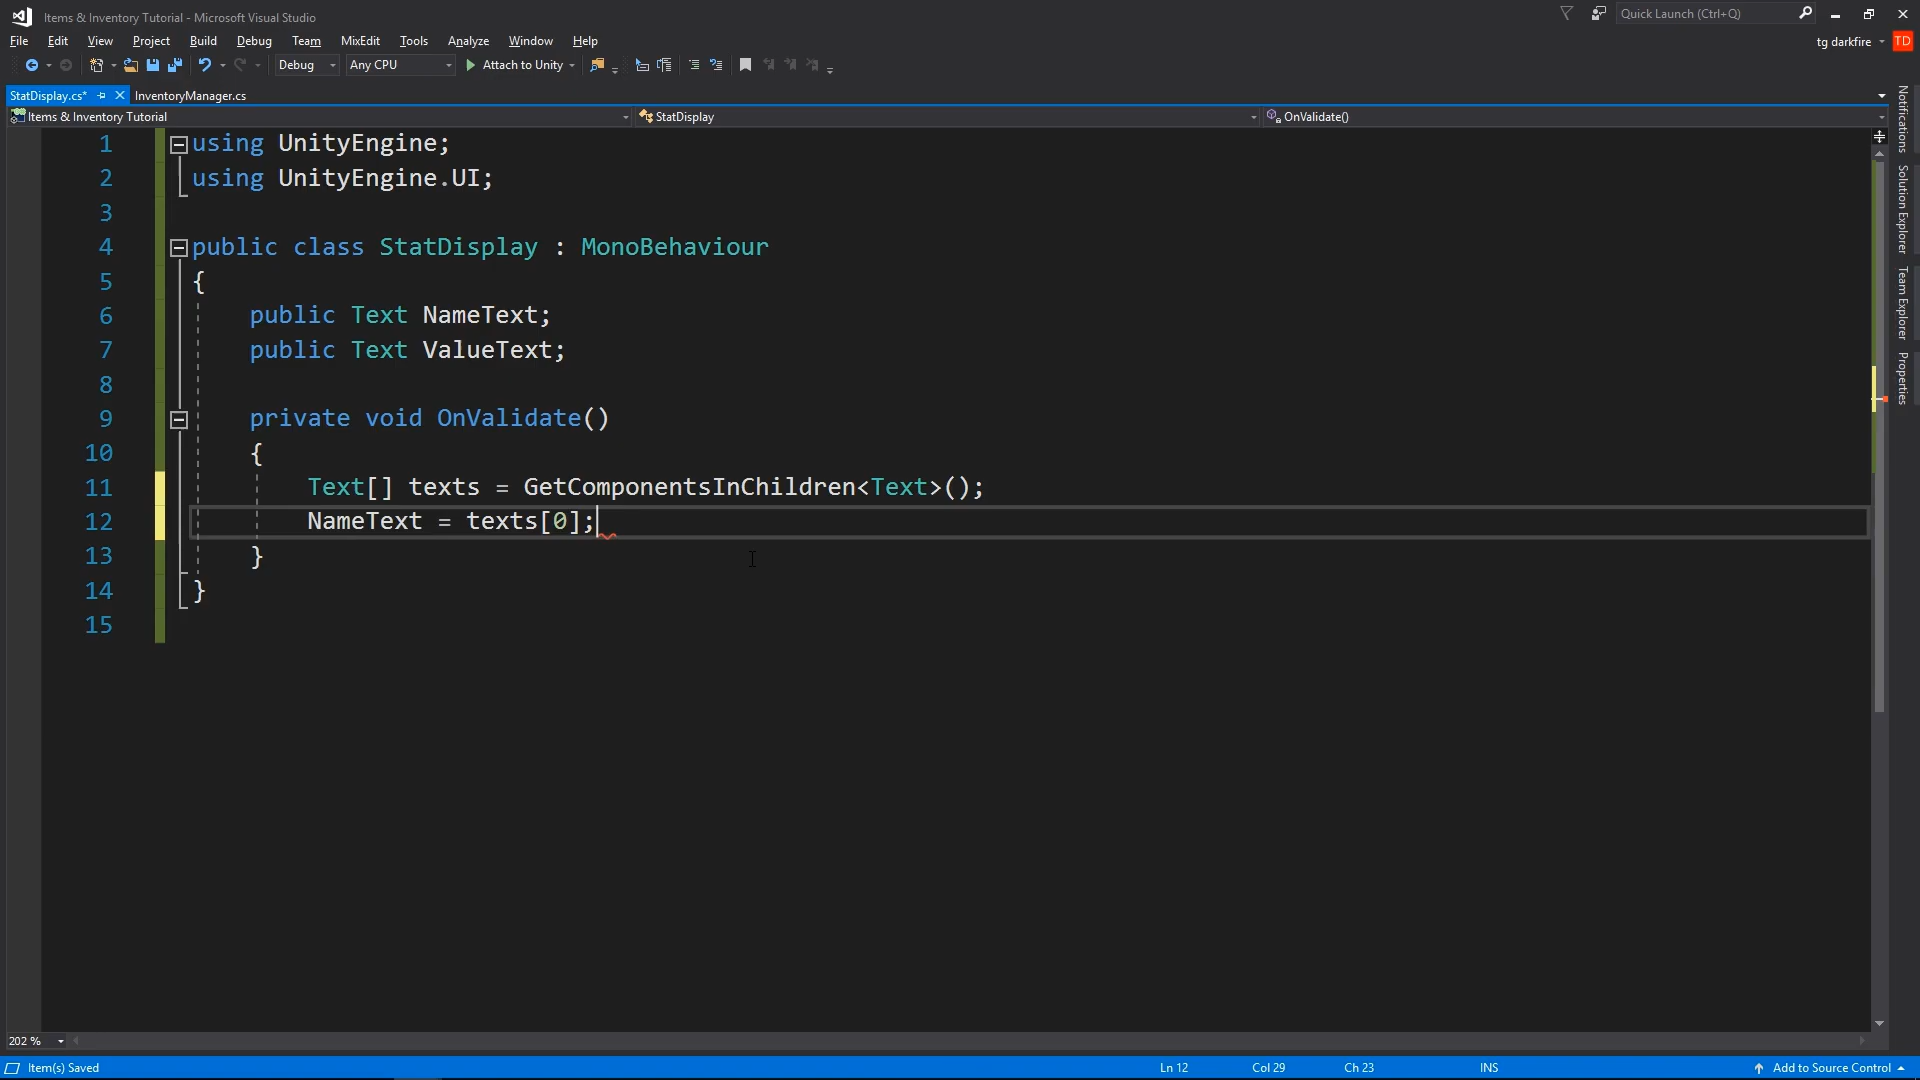 Items & Inventory Tutorial - Microsoft Visual Studio
Quick Launch (Ctrl+Q)
File Edit View Project Build Debug Team MixEdit Tools Analyze Window Help
tg darkfire TD
Debug Any CPU Attach to Unity
StatDisplay.cs* InventoryManager.cs
Items & Inventory Tutorial StatDisplay OnValidate()
1 using UnityEngine;
2 using UnityEngine.UI;
3
4 public class StatDisplay : MonoBehaviour
5 {
6 public Text NameText;
7 public Text ValueText;
8
9 private void OnValidate()
10 {
11 Text[] texts = GetComponentsInChildren<Text>();
12 NameText = texts[0];
13 }
14 }
15
Notifications
Solution Explorer
Team Explorer
Properties
202 %
Item(s) Saved Ln 12 Col 29 Ch 23 INS Add to Source Control